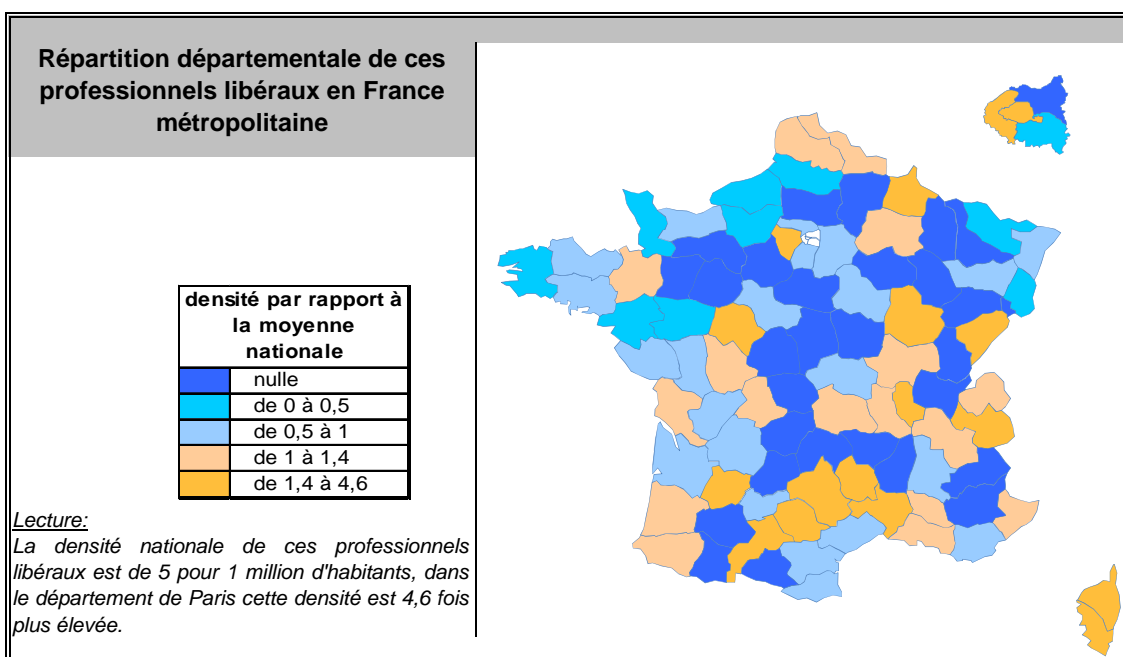 Répartition départementale de ces
professionnels libéraux en France
métropolitaine
densité par rapport à
la moyenne
nationale
nulle
de 0 à 0,5
de 0,5 à 1
de 1 à 1,4
de 1,4 à 4,6
Lecture:
La densité nationale de ces professionnels
libéraux est de 5 pour 1 million d'habitants, dans
le département de Paris cette densité est 4,6 fois
plus élevée.